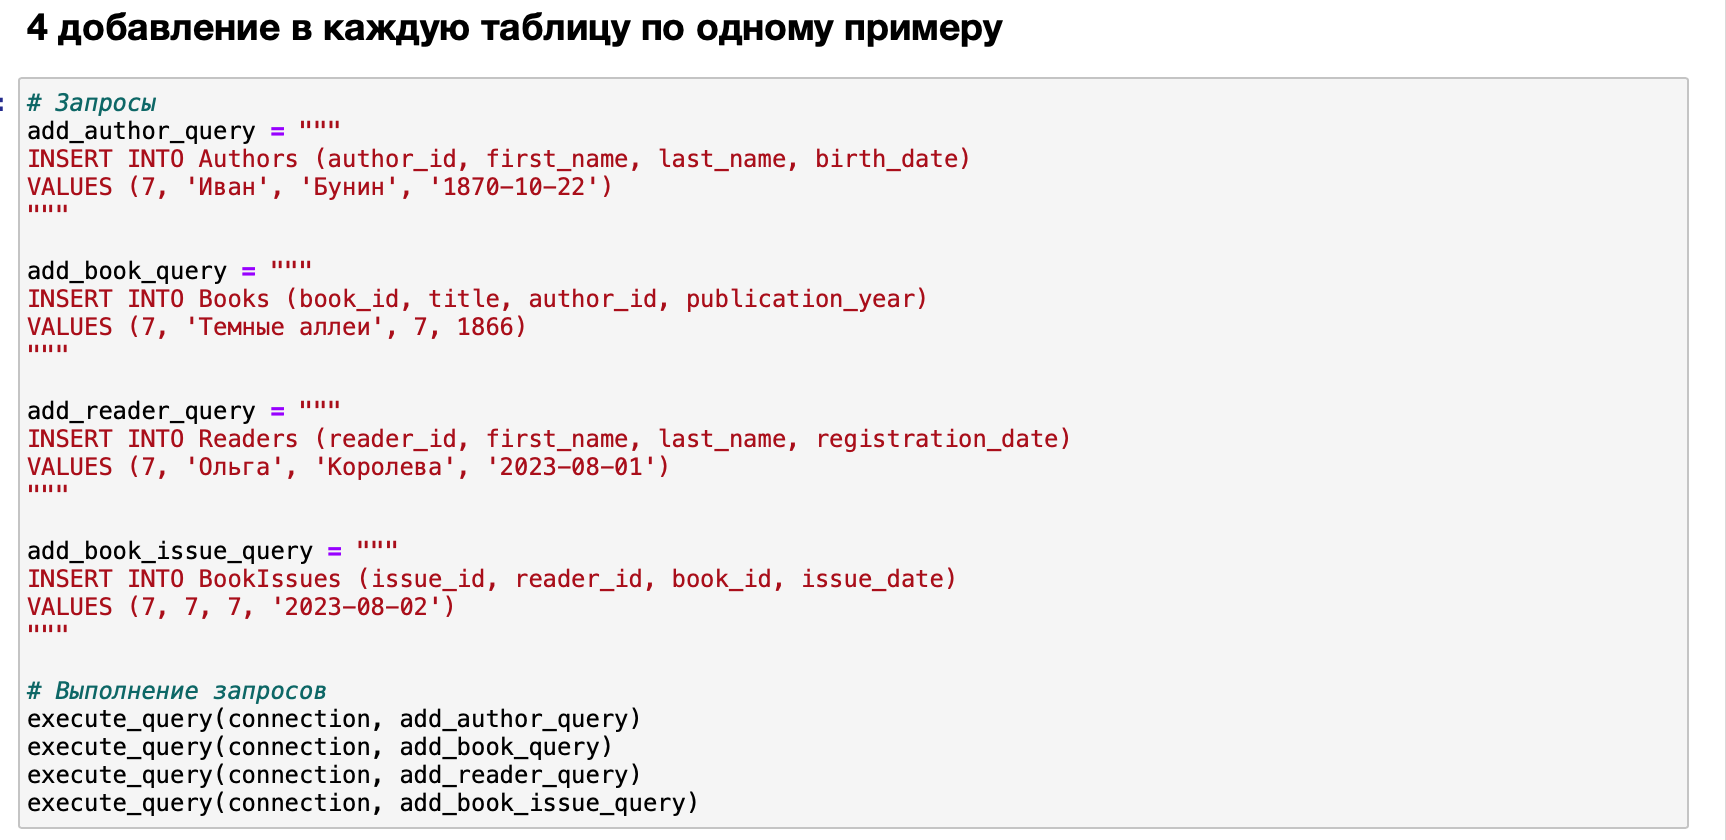 4 добавление в каждую таблицу по одному примеру
:
# Запросы
add_author_query = """
INSERT INTO Authors (author_id, first_name, last_name, birth_date)
VALUES (7, 'Иван', 'Бунин', '1870-10-22')
"""
add_book_query = """
INSERT INTO Books (book_id, title, author_id, publication_year)
VALUES (7, 'Темные аллеи', 7, 1866)
"""
add_reader_query = """
INSERT INTO Readers (reader_id, first_name, last_name, registration_date)
VALUES (7, 'Ольга', 'Королева', '2023-08-01')
"""
add_book_issue_query = """
INSERT INTO BookIssues (issue_id, reader_id, book_id, issue_date)
VALUES (7, 7, 7, '2023-08-02')
"""
# Выполнение запросов
execute_query(connection, add_author_query)
execute_query(connection, add_book_query)
execute_query(connection, add_reader_query)
execute_query(connection, add_book_issue_query)